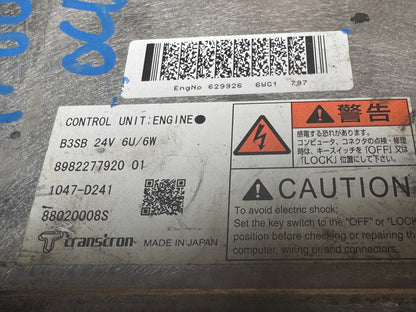 EngNo 629926 6WG1 797
CONTROL UNIT:ENGINE
B3SB 24V 6U/6W
8982277920 01
1047-D241
88020008S
transtron MADE IN JAPAN
警告
感電する恐れがあります。
コンピュータ、コネクタの点検・修理
時は、キースイッチを"OFF"又は
"LOCK"位置にして下さい。
CAUTION
To avoid electric shock:
Set the key switch to the "OFF" or "LOCK"
position before checking or repairing the
computer, wiring or/and connectors.